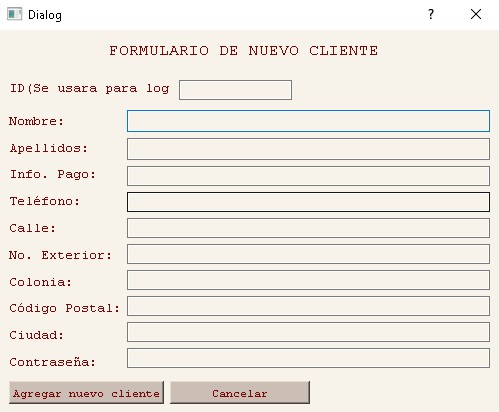 Dialog
?
FORMULARIO DE NUEVO CLIENTE
ID(Se usara para log
Nombre:
Apellidos:
Info. Pago:
Teléfono:
Calle:
No. Exterior:
Colonia:
Código Postal:
Ciudad:
Contraseña:
Agregar nuevo cliente Cancelar